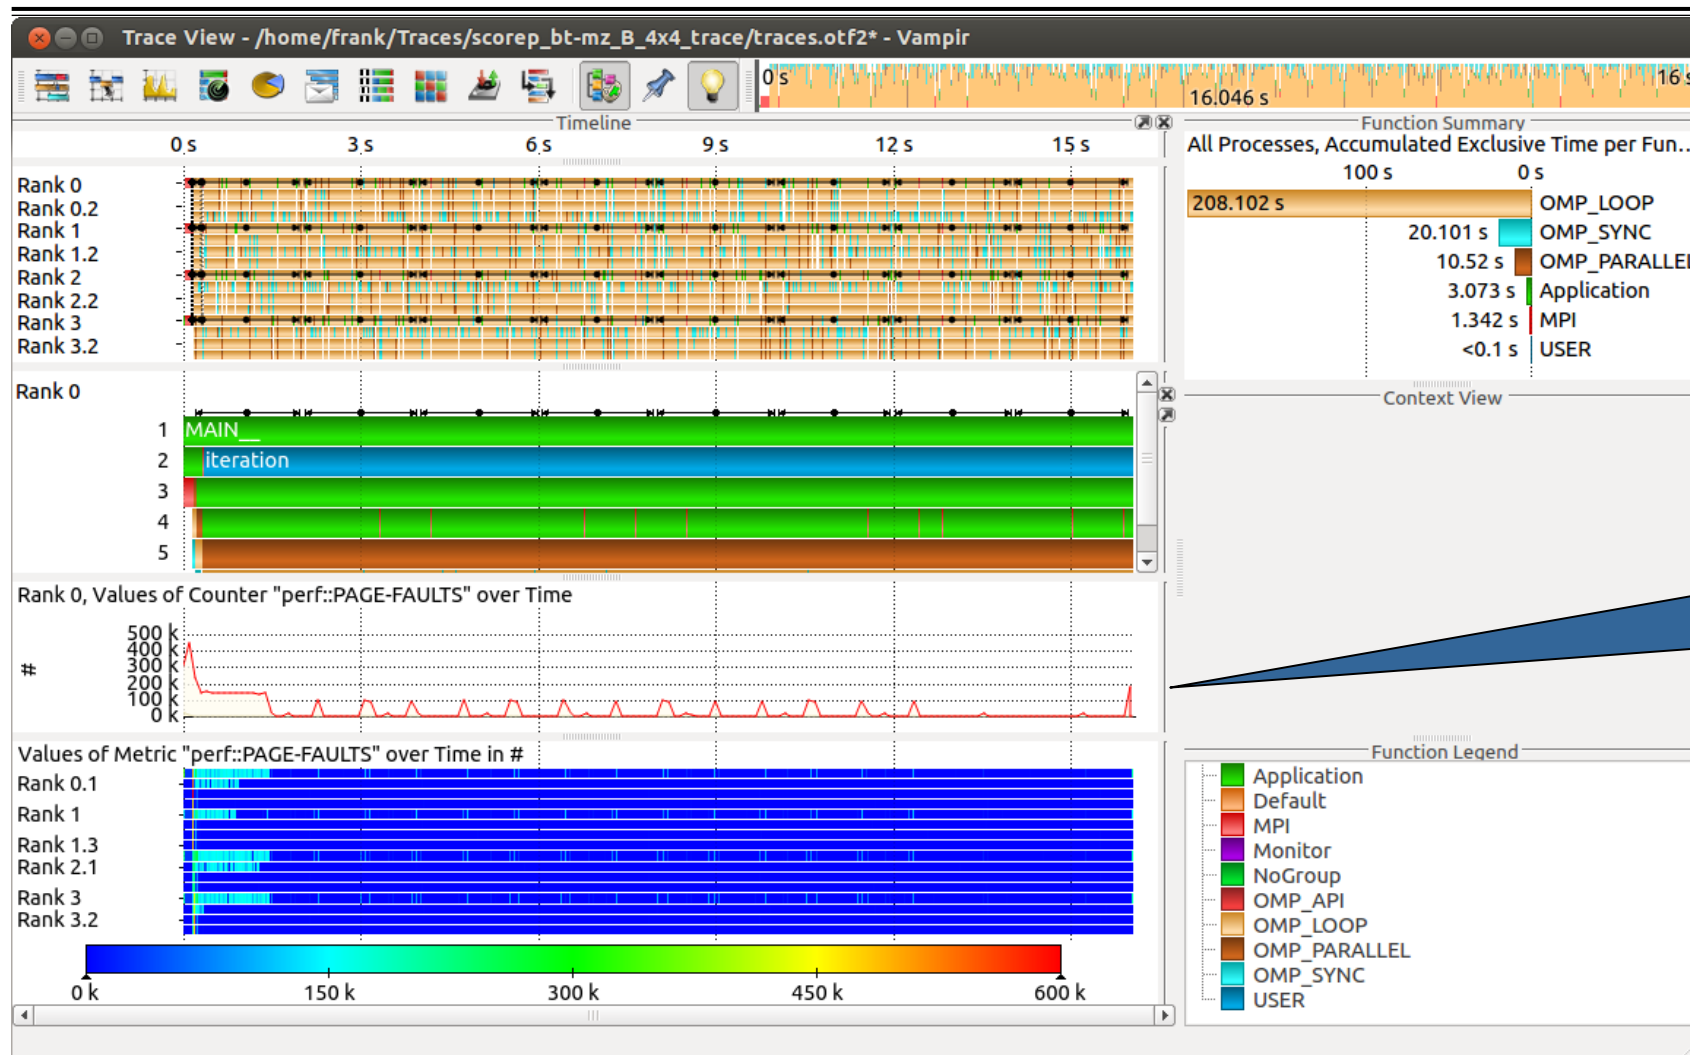 Trace View - /home/frank/Traces/scorep_bt-mz_B_4x4_trace/traces.otf2* - Vampir
0 s
16 s
16.046 s
Timeline
0 s 3 s 6 s 9 s 12 s 15 s
Rank 0
Rank 0.2
Rank 1
Rank 1.2
Rank 2
Rank 2.2
Rank 3
Rank 3.2
Rank 0
1 MAIN__
2 iteration
3
4
5
Rank 0, Values of Counter "perf::PAGE-FAULTS" over Time
500 k
400 k
300 k
200 k
100 k
0 k
#
Values of Metric "perf::PAGE-FAULTS" over Time in #
Rank 0.1
Rank 1
Rank 1.3
Rank 2.1
Rank 3
Rank 3.2
0 k 150 k 300 k 450 k 600 k
Function Summary
All Processes, Accumulated Exclusive Time per Fun...
100 s 0 s
208.102 s OMP_LOOP
20.101 s OMP_SYNC
10.52 s OMP_PARALLEL
3.073 s Application
1.342 s MPI
<0.1 s USER
Context View
Function Legend
Application
Default
MPI
Monitor
NoGroup
OMP_API
OMP_LOOP
OMP_PARALLEL
OMP_SYNC
USER